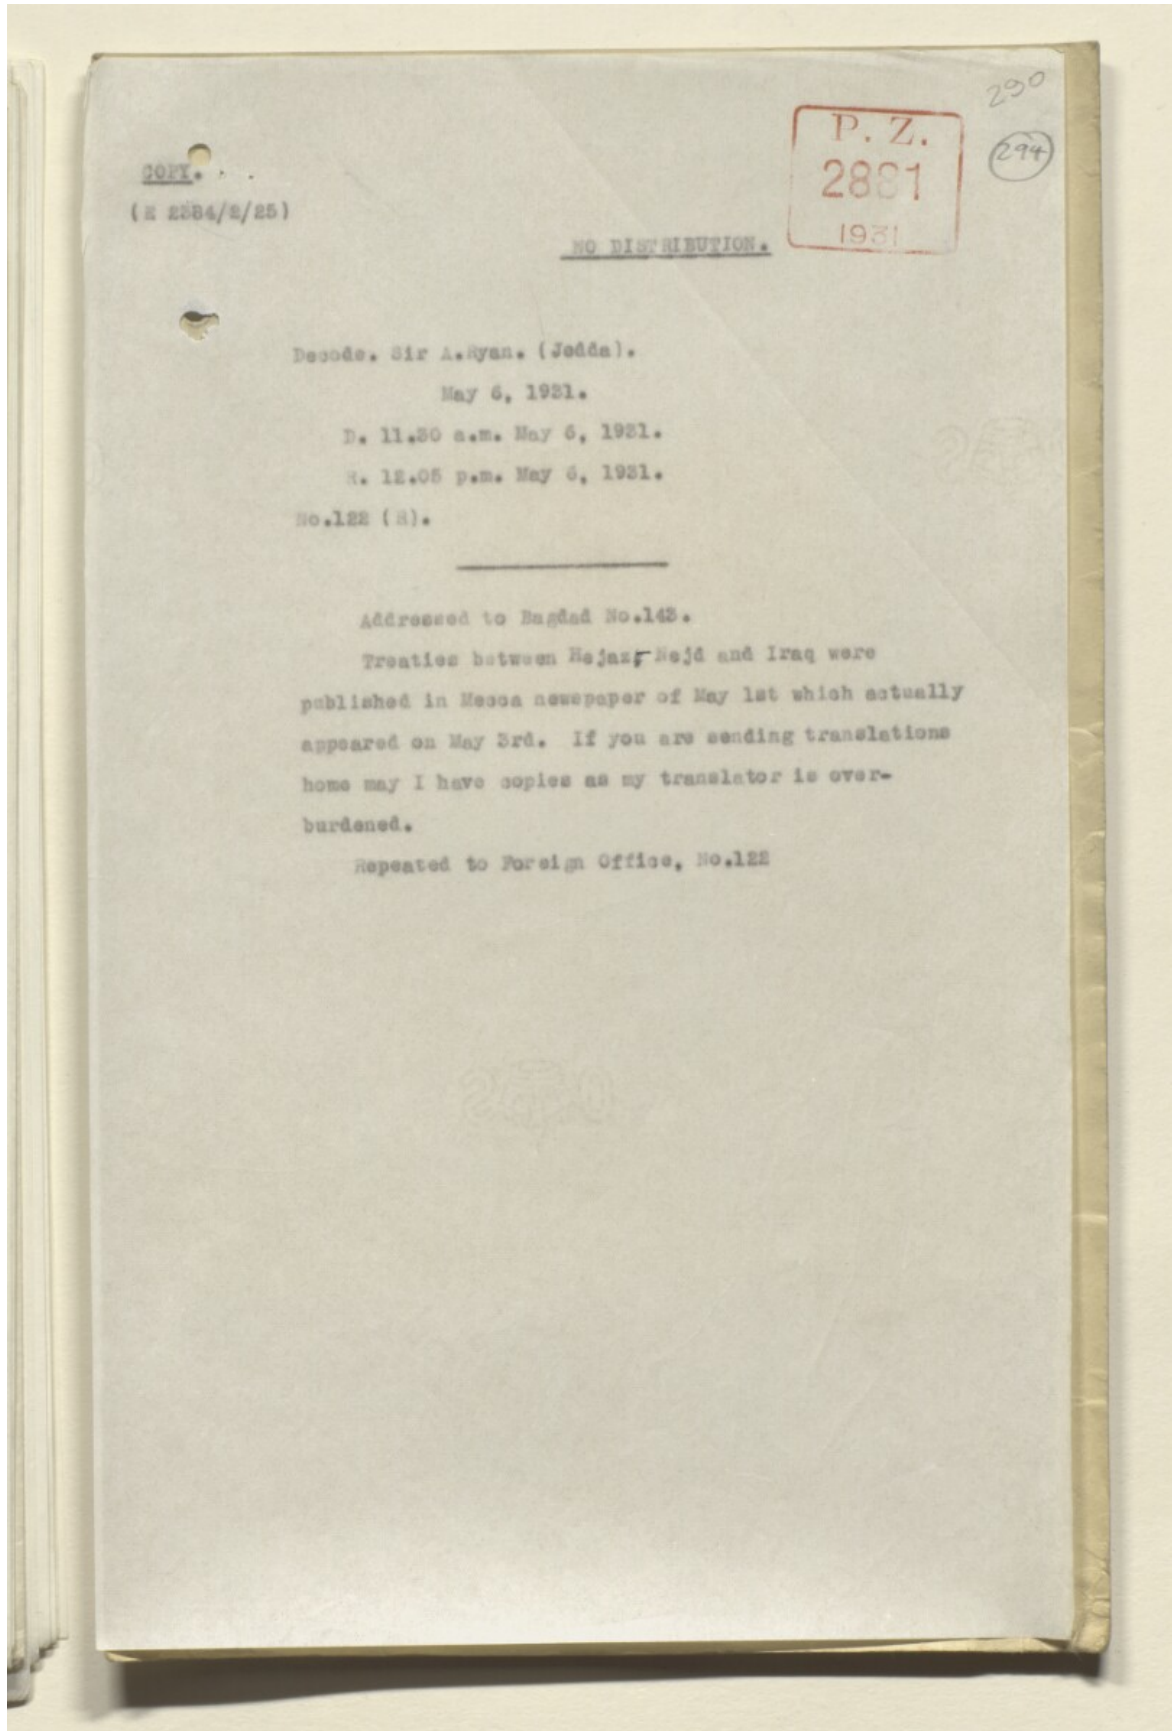 290
P. Z.
2881
1931
294
COPY.
(E 2384/2/25)
NO DISTRIBUTION.
Decode. Sir A.Ryan. (Jedda).
May 6, 1931.
D. 11.30 a.m. May 6, 1931.
R. 12.05 p.m. May 6, 1931.
No.122 (R).
Addressed to Bagdad No.143.
Treaties between Hejaz, Nejd and Iraq were
published in Mecca newspaper of May 1st which actually
appeared on May 3rd. If you are sending translations
home may I have copies as my translator is over-
burdened.
Repeated to Foreign Office, No.122